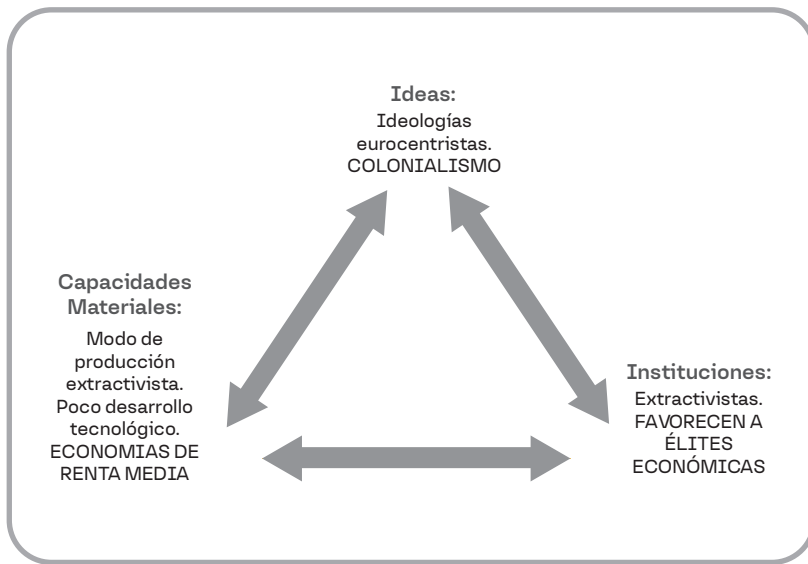 Ideas:
Ideologías
eurocentristas.
COLONIALISMO
Capacidades
Materiales:
Modo de
producción
extractivista.
Poco desarrollo
tecnológico.
ECONOMIAS DE
RENTA MEDIA
Instituciones:
Extractivistas.
FAVORECEN A
ÉLITES
ECONÓMICAS